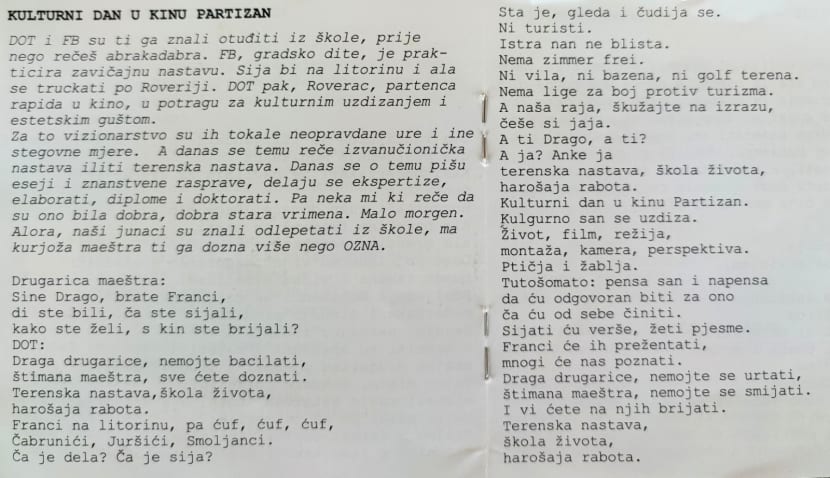 KULTURNI DAN U KINU PARTIZAN
DOT i FB su ti ga znali otuđiti iz škole, prije
nego rečeš abrakadabra. FB, gradsko dite, je prak-
ticira zavičajnu nastavu. Sija bi na litorinu i ala
se truckati po Roveriji. DOT pak, Roverac, partenca
rapida u kino, u potragu za kulturnim uzdizanjem i
estetskim guštom.
Za to vizionarstvo su ih tokale neopravdane ure i ine
stegovne mjere. A danas se temu reče izvanučionička
nastava iliti terenska nastava. Danas se o temu pišu
eseji i znanstvene rasprave, delaju se ekspertize,
elaborati, diplome i doktorati. Pa neka mi ki reče da
su ono bila dobra, dobra stara vrimena. Malo morgen.
Alora, naši junaci su znali odlepetati iz škole, ma
kurjoža maeštra ti ga dozna više nego OZNA.
Drugarica maeštra:
Sine Drago, brate Franci,
di ste bili, ča ste sijali,
kako ste želi, s kin ste brijali?
DOT:
Draga drugarice, nemojte bacilati,
štimana maeštra, sve ćete doznati.
Terenska nastava,škola života,
harošaja rabota.
Franci na litorinu, pa ćuf, ćuf, ćuf,
Čabrunići, Juršići, Smoljanci.
Ča je dela? Ča je sija?
Sta je, gleda i čudija se.
Ni turisti.
Istra nan ne blista.
Nema zimmer frei.
Ni vila, ni bazena, ni golf terena.
Nema lige za boj protiv turizma.
A naša raja, škužajte na izrazu,
češe si jaja.
A ti Drago, a ti?
A ja? Anke ja
terenska nastava, škola života,
harošaja rabota.
Kulturni dan u kinu Partizan.
Kulgurno san se uzdiza.
Život, film, režija,
montaža, kamera, perspektiva.
Ptičja i žablja.
Tutošomato: pensa san i napensa
da ću odgovoran biti za ono
ča ću od sebe činiti.
Sijati ću verše, žeti pjesme.
Franci će ih prežentati,
mnogi će nas poznati.
Draga drugarice, nemojte se urtati,
štimana maeštra, nemojte se smijati.
I vi ćete na njih brijati.
Terenska nastava,
škola života,
harošaja rabota.